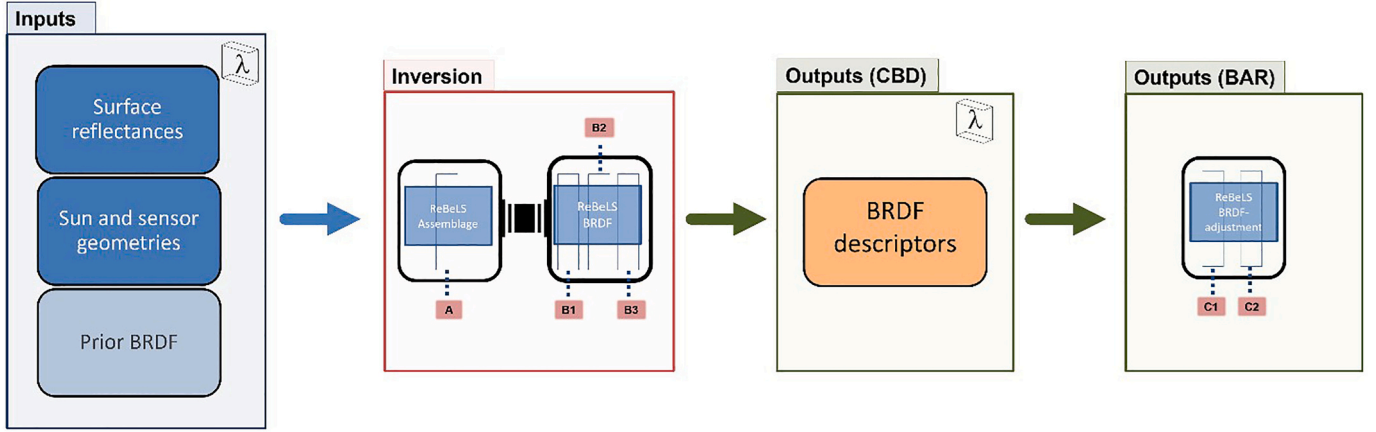 Inputs
λ
Surface
reflectances
Sun and sensor
geometries
Prior BRDF
Inversion
B2
ReBeLS
Assemblage
ReBeLS
BRDF
A
B1
B3
Outputs (CBD)
λ
BRDF
descriptors
Outputs (BAR)
ReBeLS
BRDF-
adjustment
C1
C2